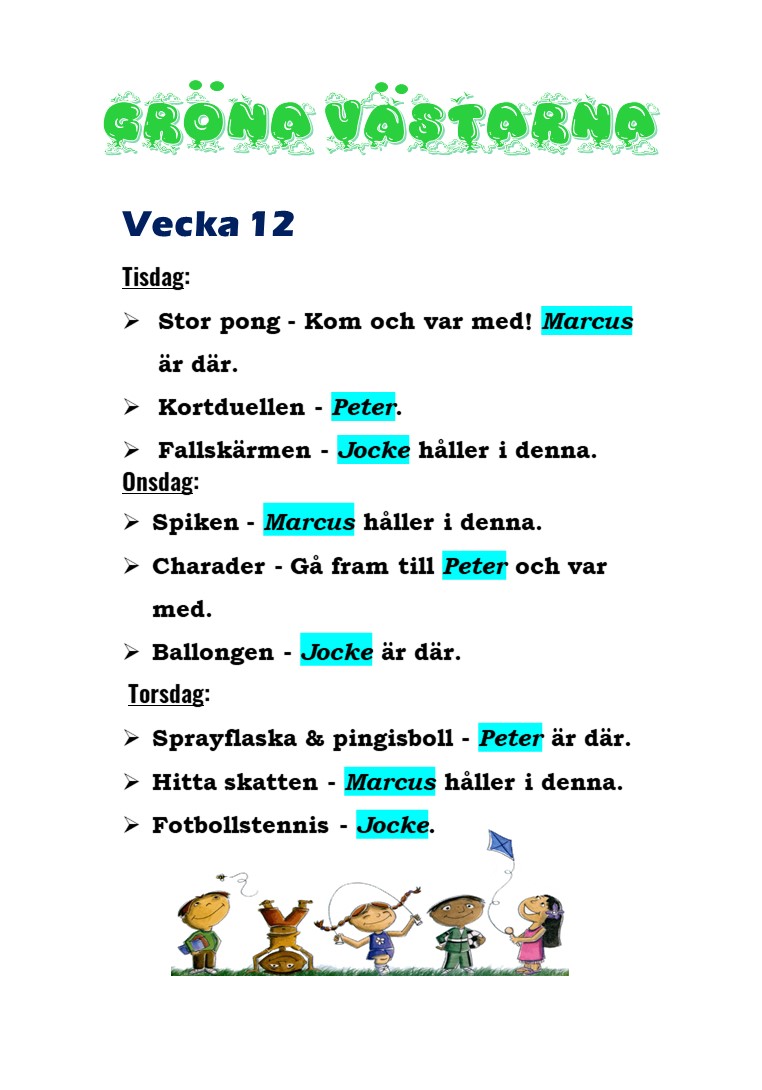 GRÖNA VÄSTARNA
Vecka 12
Tisdag:
➢ Stor pong - Kom och var med! Marcus
är där.
➢ Kortduellen - Peter.
➢ Fallskärmen - Jocke håller i denna.
Onsdag:
➢ Spiken - Marcus håller i denna.
➢ Charader - Gå fram till Peter och var
med.
➢ Ballongen - Jocke är där.
Torsdag:
➢ Sprayflaska & pingisboll - Peter är där.
➢ Hitta skatten - Marcus håller i denna.
➢ Fotbollstennis - Jocke.